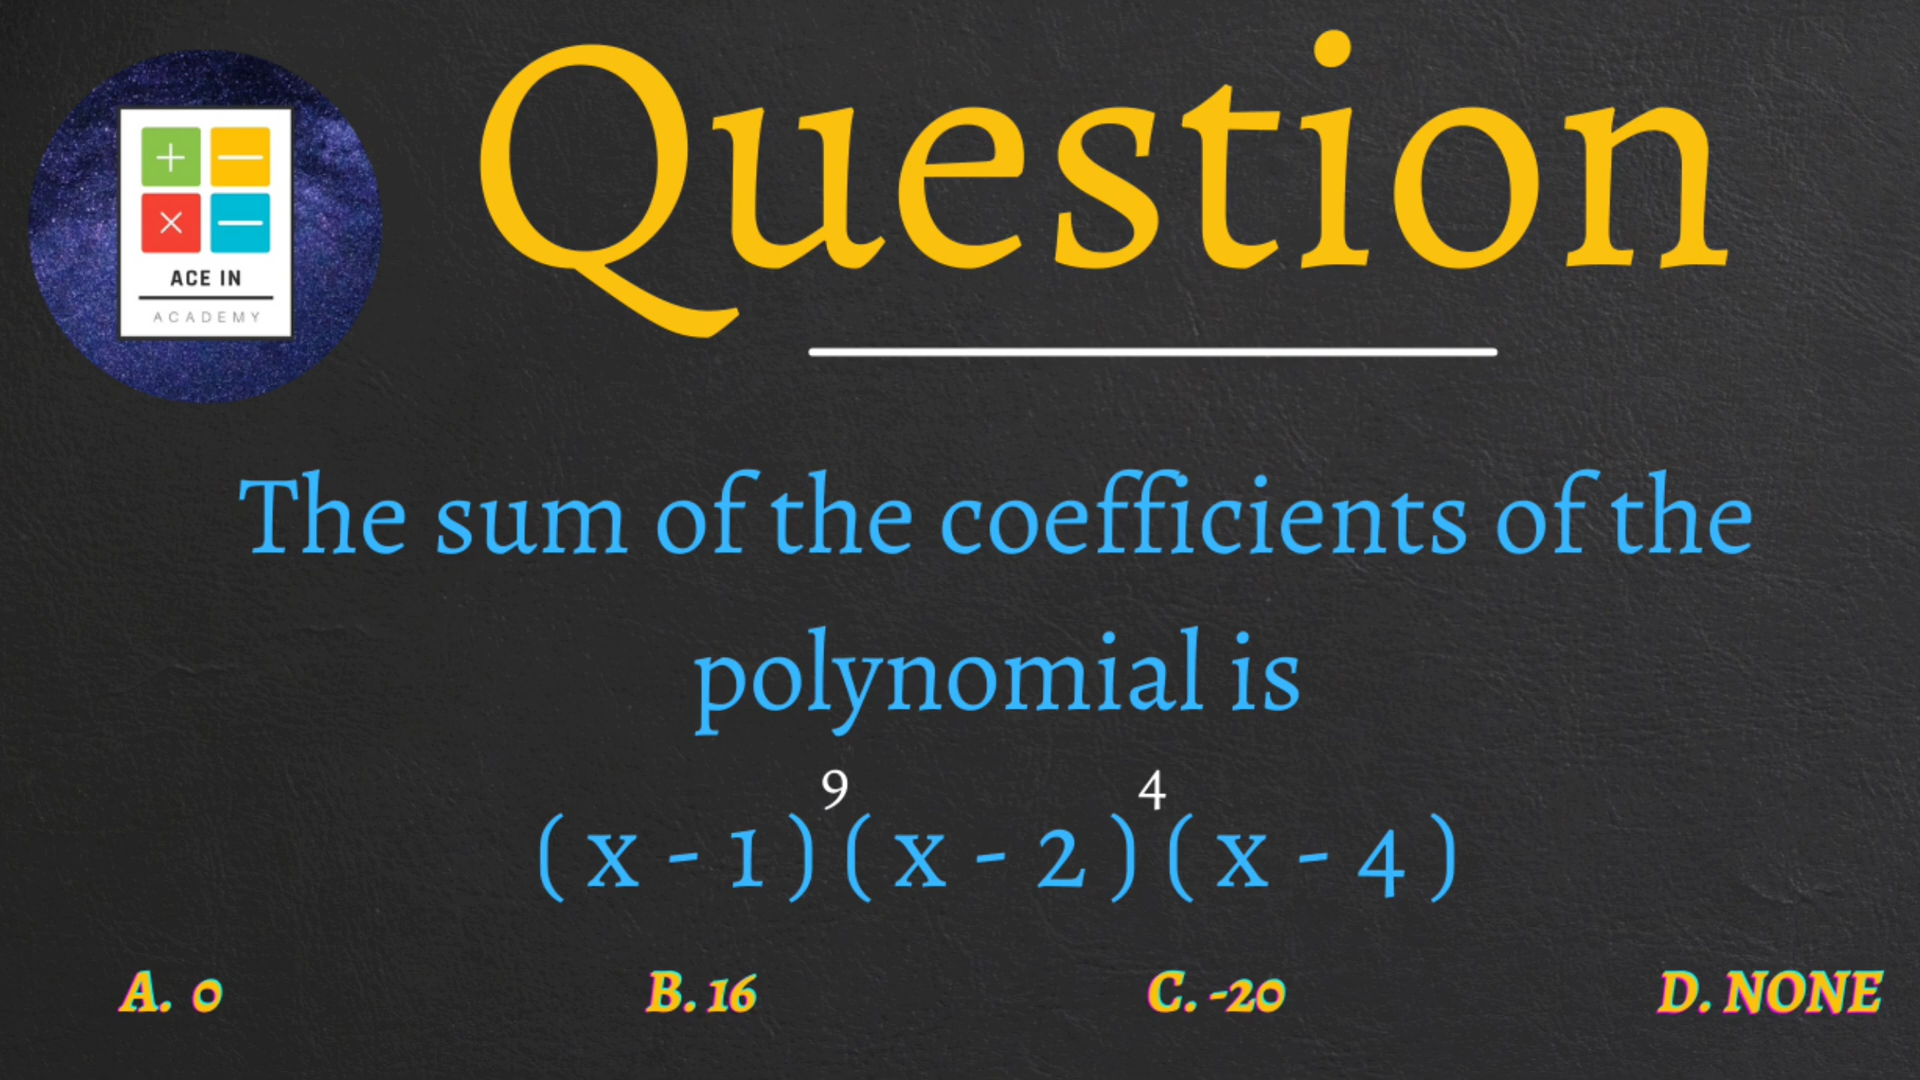 Question
+ —
× —
ACE IN
ACADEMY
The sum of the coefficients of the
polynomial is
(x - 1)⁹(x - 2)⁴(x - 4)
A. 0 B. 16 C. -20 D. NONE